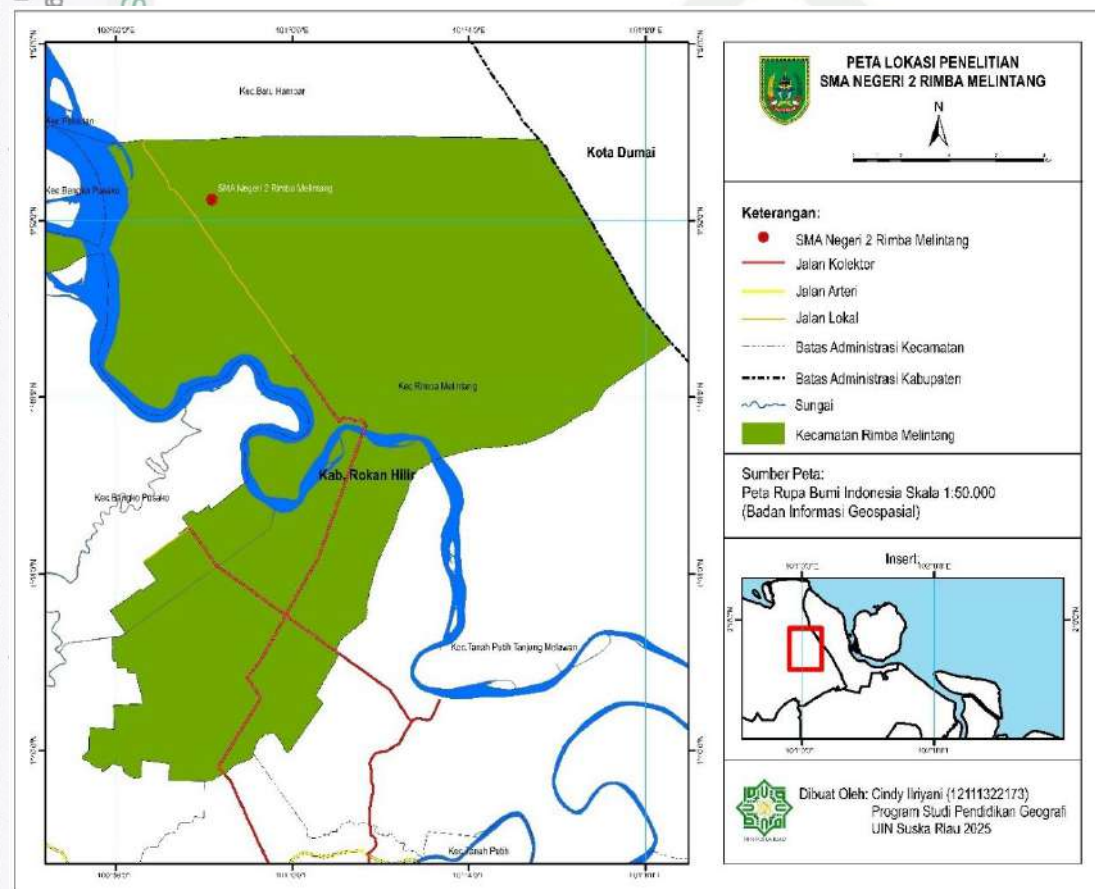 PETA LOKASI PENELITIAN
SMA NEGERI 2 RIMBA MELINTANG
N
Keterangan:
SMA Negeri 2 Rimba Melintang
Jalan Kolektor
Jalan Arteri
Jalan Lokal
Batas Administrasi Kecamatan
Batas Administrasi Kabupaten
Sungai
Kecamatan Rimba Melintang
Sumber Peta:
Peta Rupa Bumi Indonesia Skala 1:50.000
(Badan Informasi Geospasial)
Insert:
Dibuat Oleh: Cindy
(12111322173)
Program Studi Pendidikan Geografi
UIN Suska Riau 2025
Kec.Batu Hampar
Kota Dumai
Kec.Bangko Pusako
SMA Negeri 2 Rimba Melintang
Kec.Rimba Melintang
Kab. Rokan Hilir
Kec.Bangko Pusako
Kec.Tanah Putih Tanjung Melawan
Kec.Tanah Putih